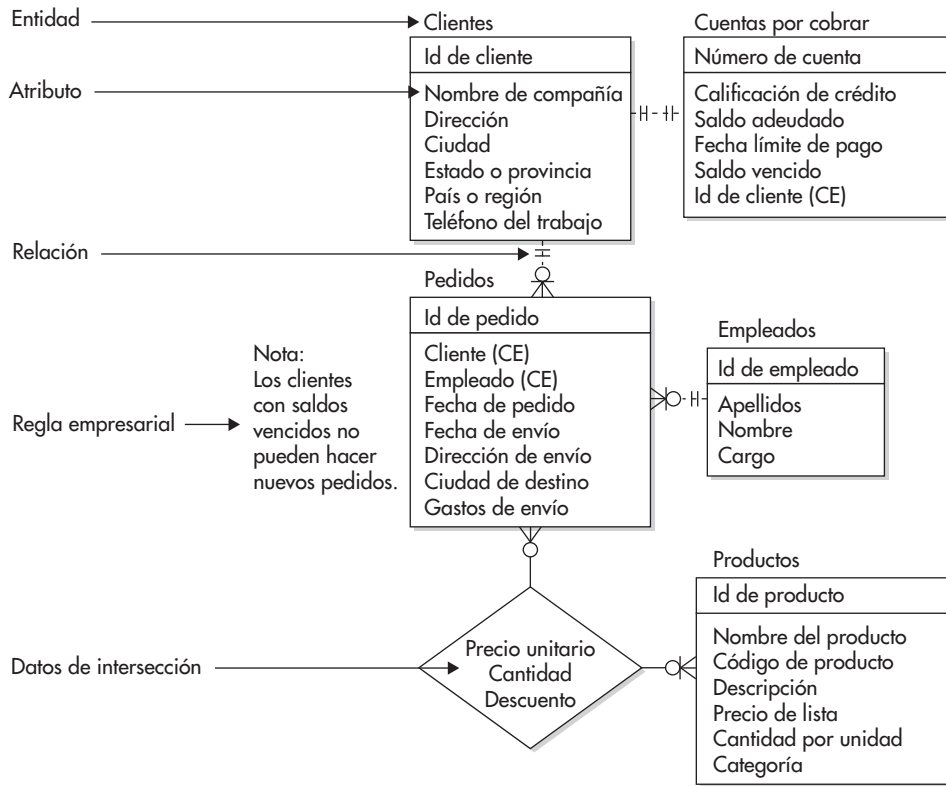 Entidad
Clientes
Cuentas por cobrar
Id de cliente
Número de cuenta
Atributo
Nombre de compañía
Dirección
Ciudad
Estado o provincia
País o región
Teléfono del trabajo
Calificación de crédito
Saldo adeudado
Fecha límite de pago
Saldo vencido
Id de cliente (CE)
Relación
Pedidos
Id de pedido
Cliente (CE)
Empleado (CE)
Fecha de pedido
Fecha de envío
Dirección de envío
Ciudad de destino
Gastos de envío
Empleados
Id de empleado
Apellidos
Nombre
Cargo
Regla empresarial
Nota:
Los clientes
con saldos
vencidos no
pueden hacer
nuevos pedidos.
Productos
Id de producto
Nombre del producto
Código de producto
Descripción
Precio de lista
Cantidad por unidad
Categoría
Datos de intersección
Precio unitario
Cantidad
Descuento